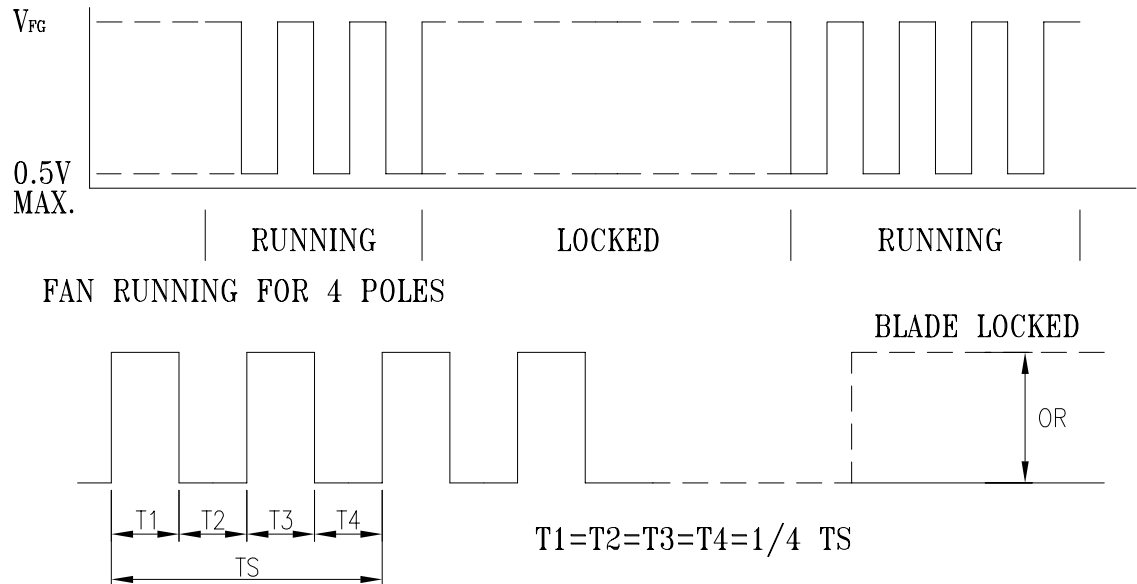 VFG
0.5V
MAX.
RUNNING LOCKED RUNNING
FAN RUNNING FOR 4 POLES
BLADE LOCKED
OR
T1 T2 T3 T4
TS
T1=T2=T3=T4=1/4 TS